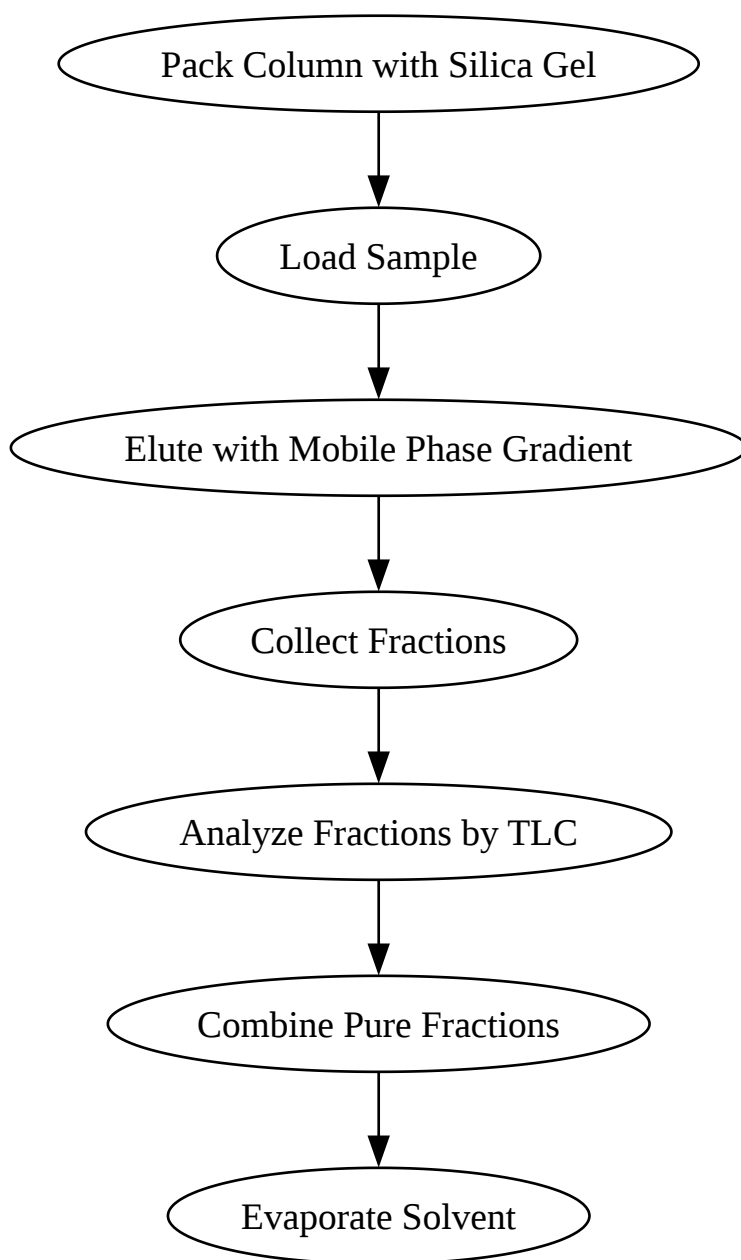 Pack Column with Silica Gel
Load Sample
Elute with Mobile Phase Gradient
Collect Fractions
Analyze Fractions by TLC
Combine Pure Fractions
Evaporate Solvent